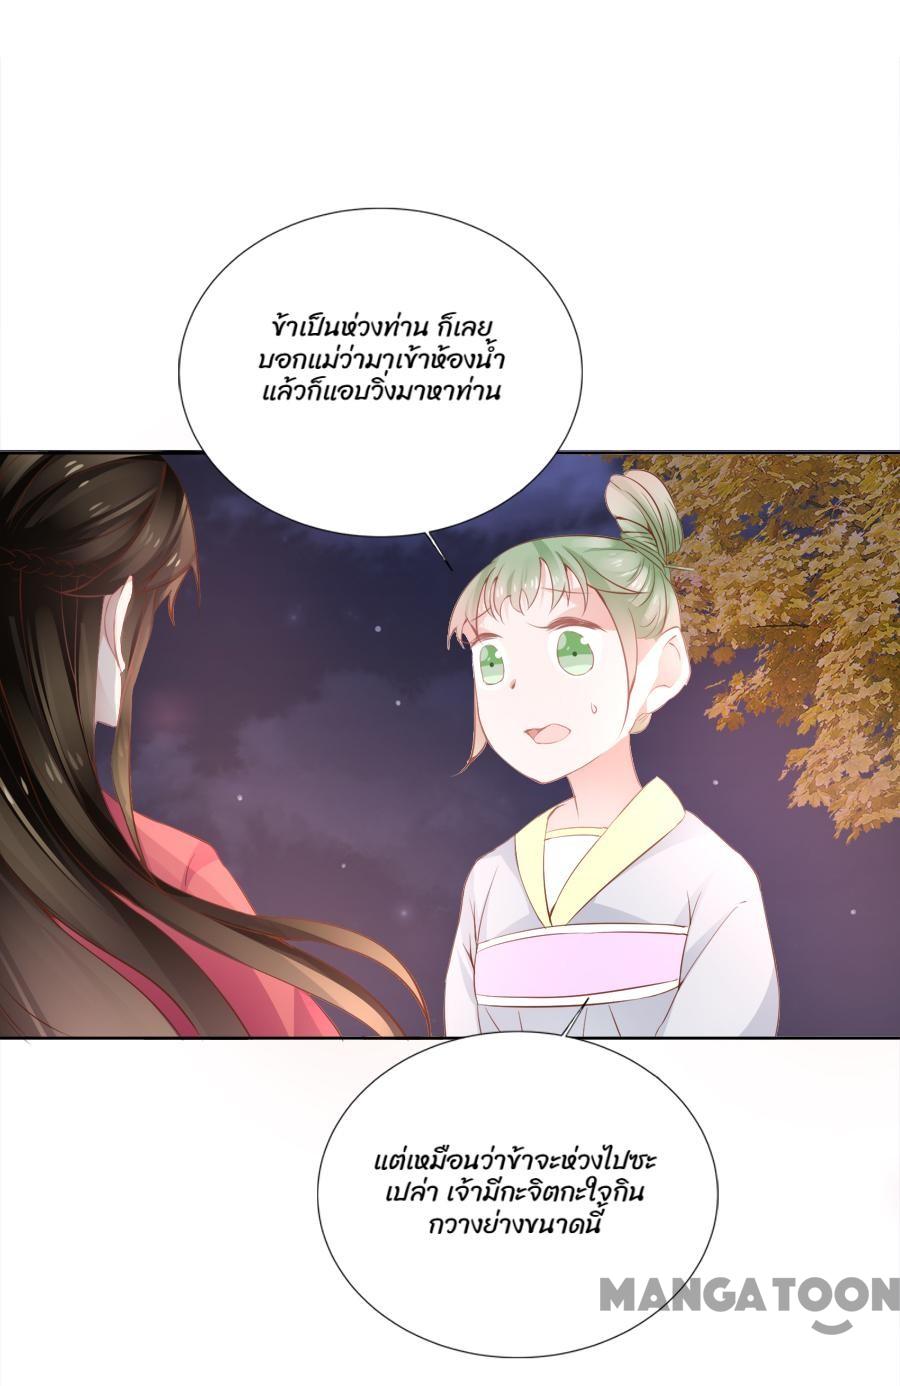 ข้าเป็นห่วงท่าน ก็เลย
บอกแม่ว่ามาเข้าห้องน้ำ
แล้วก็แอบวิ่งมาหาท่าน
แต่เหมือนว่าข้าจะห่วงไปซะ
เปล่า เจ้ามีกะจิตกะใจกิน
กวางย่างขนาดนี้
MANGATOON